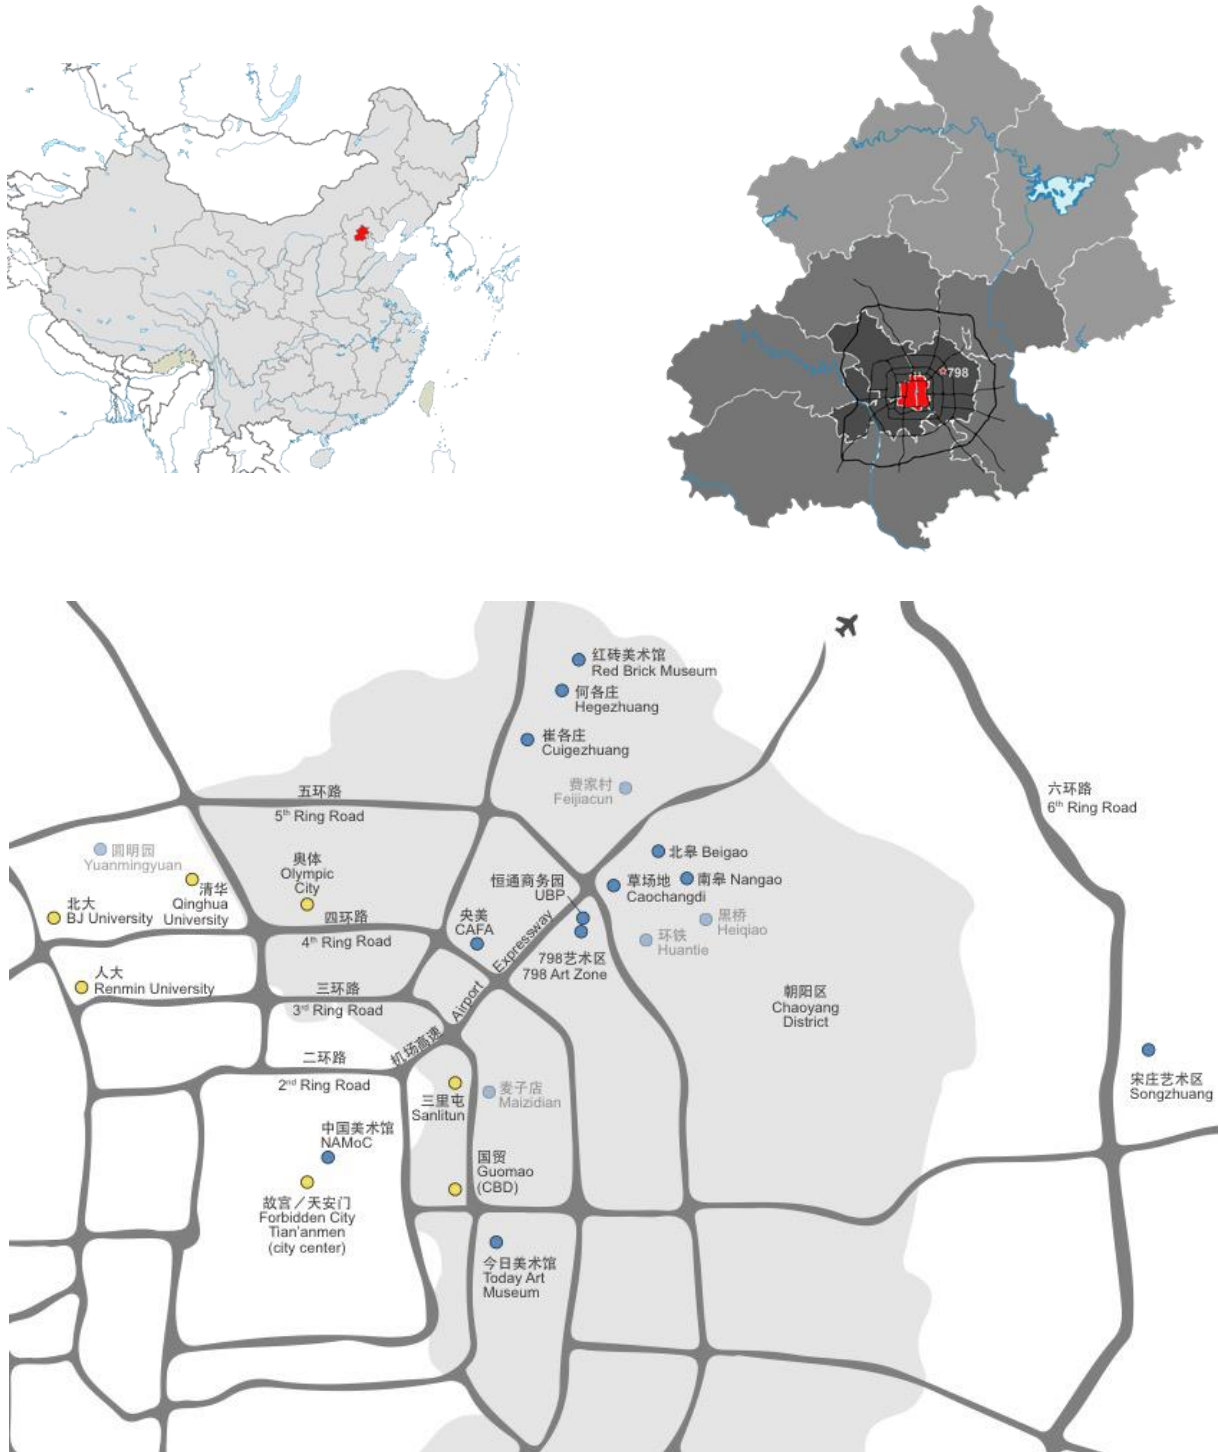 798
红砖美术馆
Red Brick Museum
何各庄
Hegezhuang
崔各庄
Cuigezhuang
费家村
Feijiacun
六环路
6th Ring Road
五环路
5th Ring Road
圆明园
Yuanmingyuan
清华
Qinghua
University
北大
BJ University
奥体
Olympic
City
四环路
4th Ring Road
恒通商务园
UBP
央美
CAFA
北皋 Beigao
草场地
Caochangdi
南皋 Nangao
黑桥
Heiqiao
环铁
Huantie
798艺术区
798 Art Zone
人大
Renmin University
三环路
3rd Ring Road
机场高速
Airport Expressway
朝阳区
Chaoyang
District
二环路
2nd Ring Road
三里屯
Sanlitun
麦子店
Maizidian
宋庄艺术区
Songzhuang
中国美术馆
NAMoC
国贸
Guomao
(CBD)
故宫／天安门
Forbidden City
Tian'anmen
(city center)
今日美术馆
Today Art
Museum